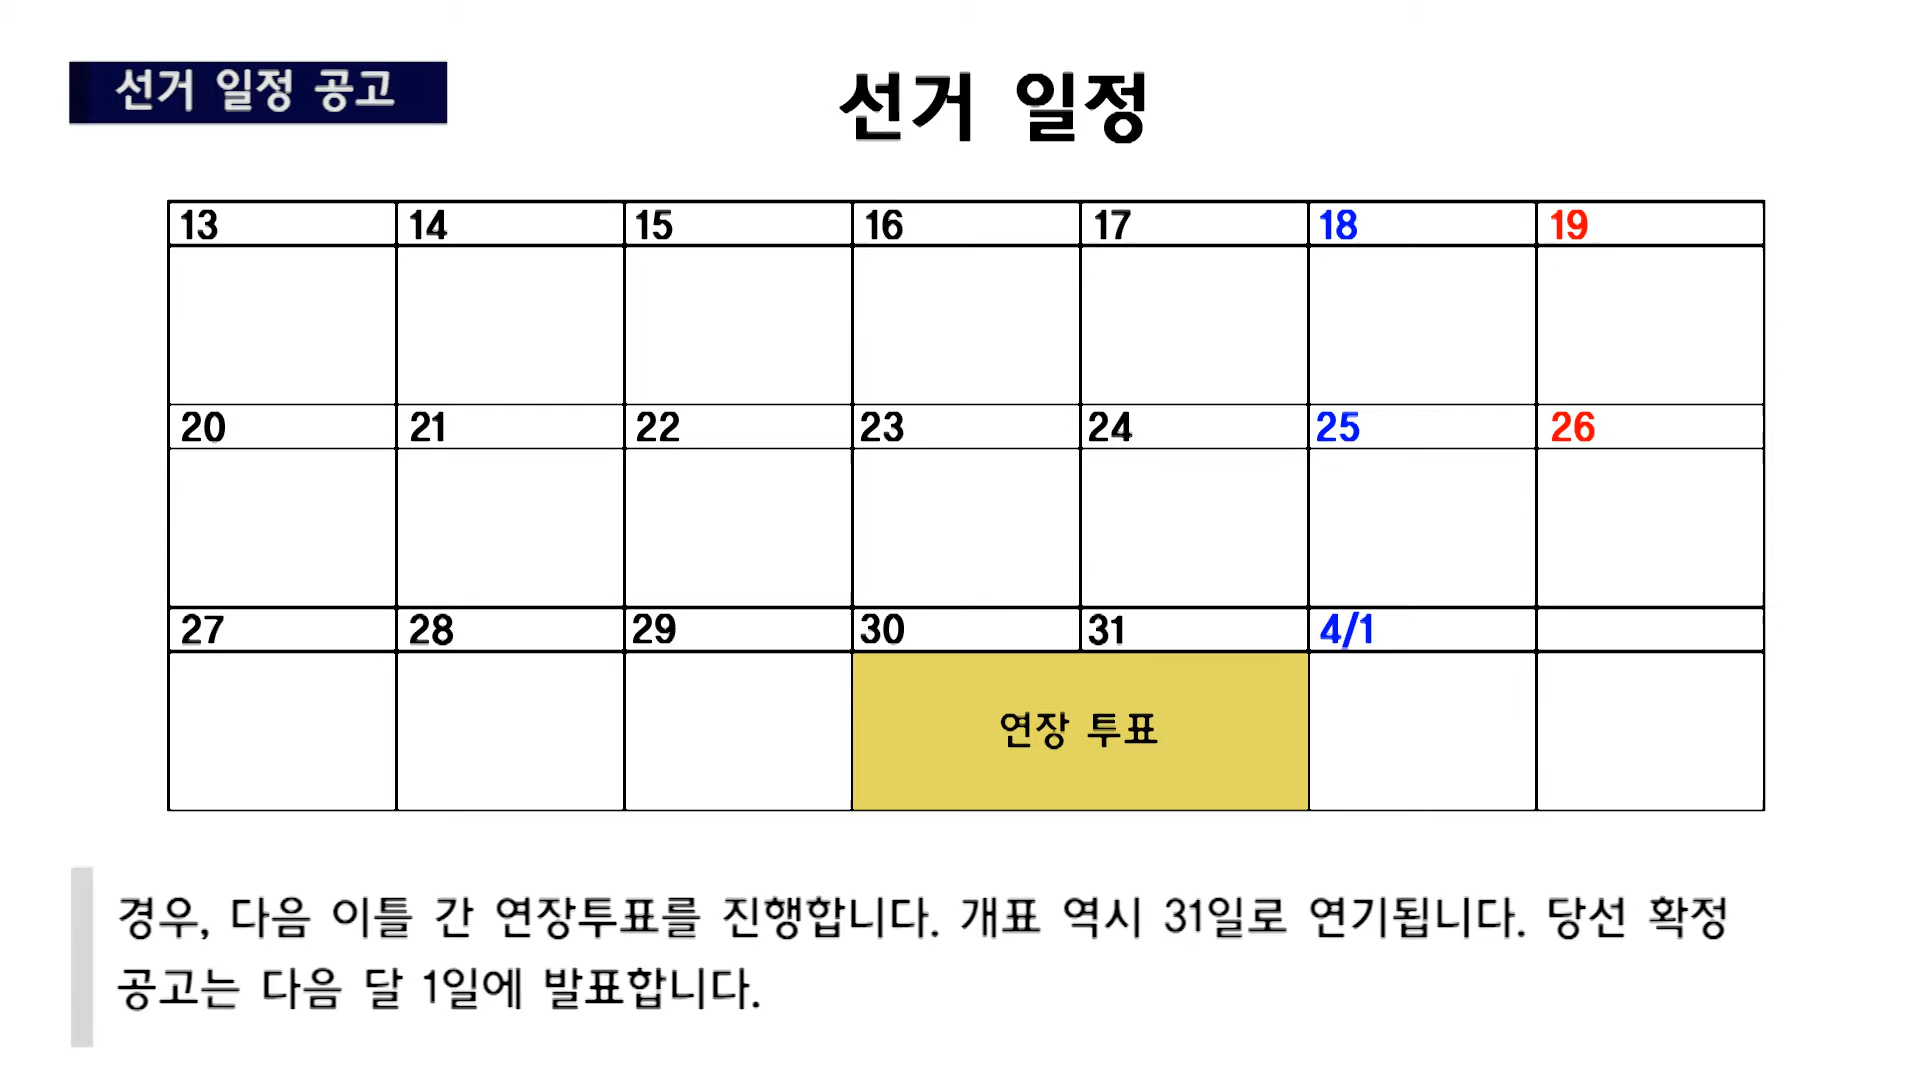 선거 일정 공고
선거 일정
13 14 15 16 17 18 19
20 21 22 23 24 25 26
27 28 29 30 31 4/1
연장 투표
경우, 다음 이틀 간 연장투표를 진행합니다. 개표 역시 31일로 연기됩니다. 당선 확정
공고는 다음 달 1일에 발표합니다.